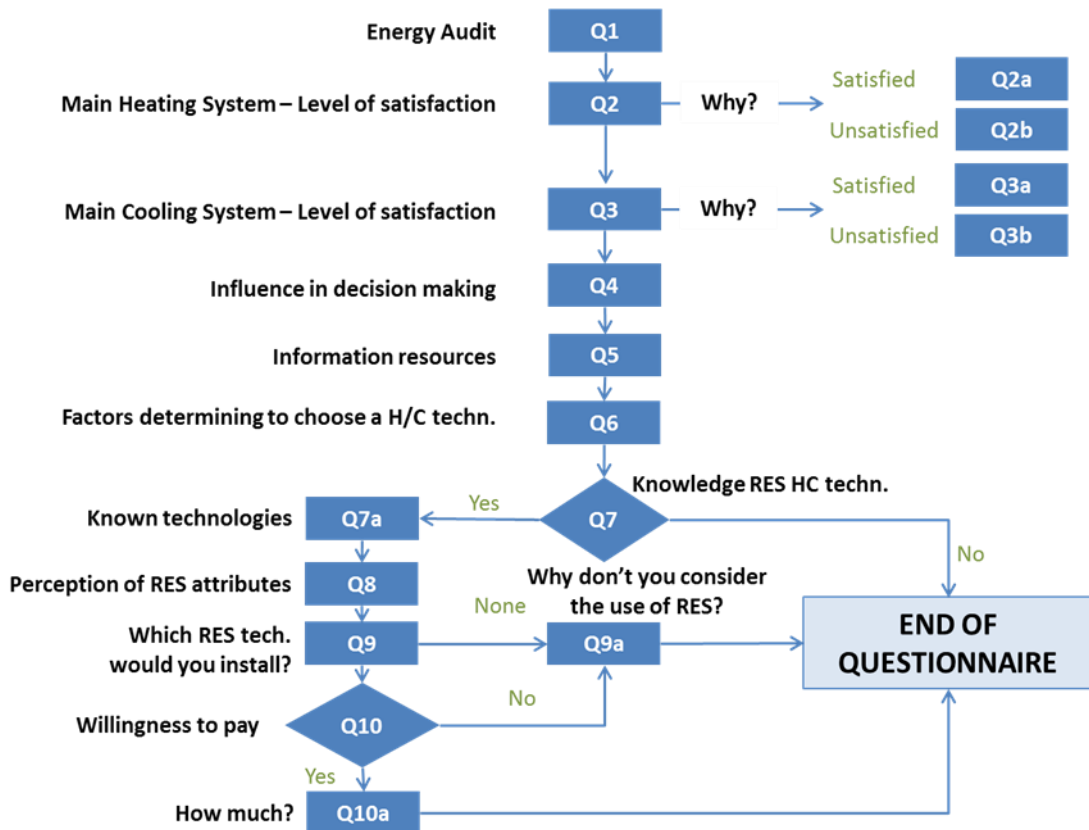 Energy Audit
Q1
Main Heating System – Level of satisfaction
Q2
Why?
Satisfied
Q2a
Unsatisfied
Q2b
Main Cooling System – Level of satisfaction
Q3
Why?
Satisfied
Q3a
Unsatisfied
Q3b
Influence in decision making
Q4
Information resources
Q5
Factors determining to choose a H/C techn.
Q6
Knowledge RES HC techn.
Q7
Yes
No
Known technologies
Q7a
Perception of RES attributes
Q8
Why don't you consider
the use of RES?
None
Which RES tech.
would you install?
Q9
Q9a
END OF
QUESTIONNAIRE
Willingness to pay
Q10
No
Yes
How much?
Q10a